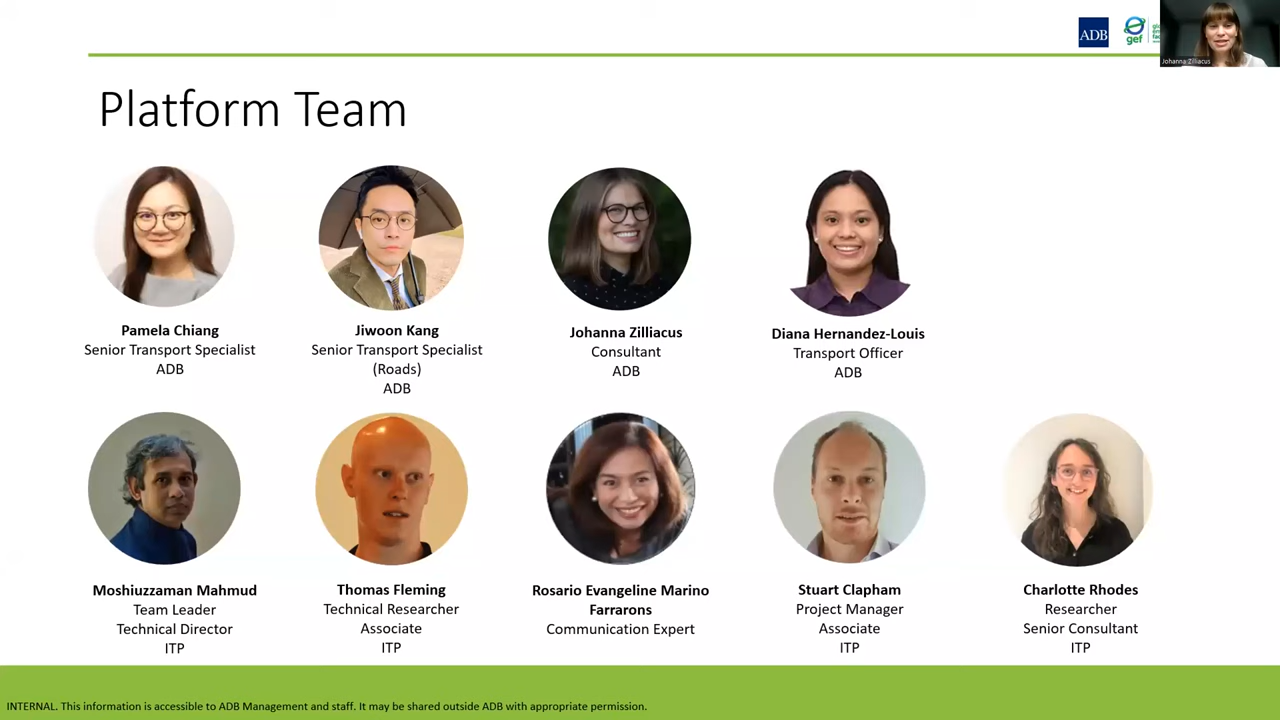 ADB
gef
Johanna Zilliacus
Platform Team
Pamela Chiang
Senior Transport Specialist
ADB
Jiwoon Kang
Senior Transport Specialist
(Roads)
ADB
Johanna Zilliacus
Consultant
ADB
Diana Hernandez-Louis
Transport Officer
ADB
Moshiuzzaman Mahmud
Team Leader
Technical Director
ITP
Thomas Fleming
Technical Researcher
Associate
ITP
Rosario Evangeline Marino
Farrarons
Communication Expert
Stuart Clapham
Project Manager
Associate
ITP
Charlotte Rhodes
Researcher
Senior Consultant
ITP
INTERNAL. This information is accessible to ADB Management and staff. It may be shared outside ADB with appropriate permission.